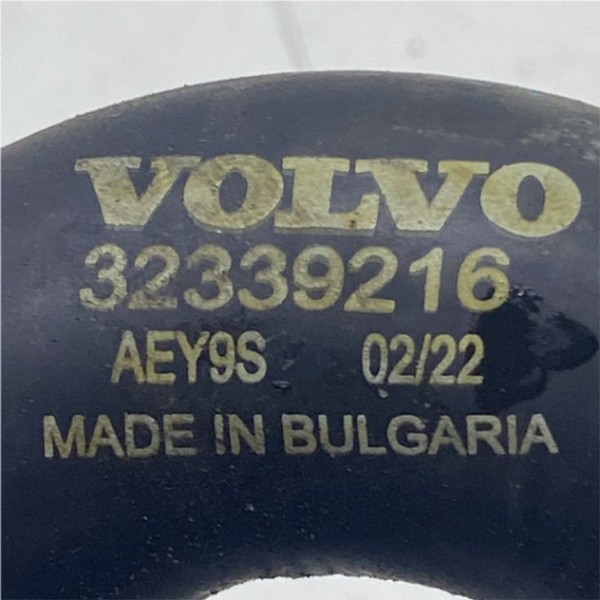 VOLVO
32339216
AEY9S 02/22
MADE IN BULGARIA